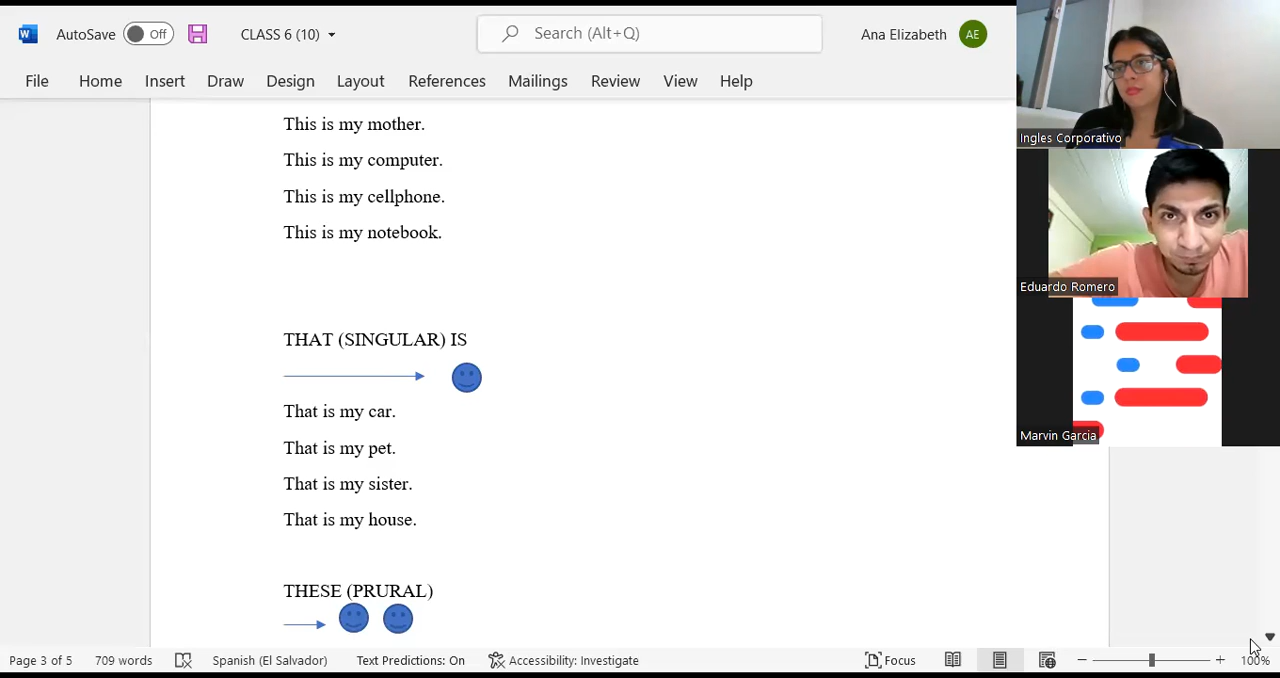 AutoSave Off CLASS 6 (10) Search (Alt+Q) Ana Elizabeth AE
File Home Insert Draw Design Layout References Mailings Review View Help
This is my mother.
This is my computer.
This is my cellphone.
This is my notebook.
THAT (SINGULAR) IS
That is my car.
That is my pet.
That is my sister.
That is my house.
THESE (PRURAL)
Ingles Corporativo
Eduardo Romero
Marvin Garcia
Page 3 of 5 709 words Spanish (El Salvador) Text Predictions: On Accessibility: Investigate Focus 100%